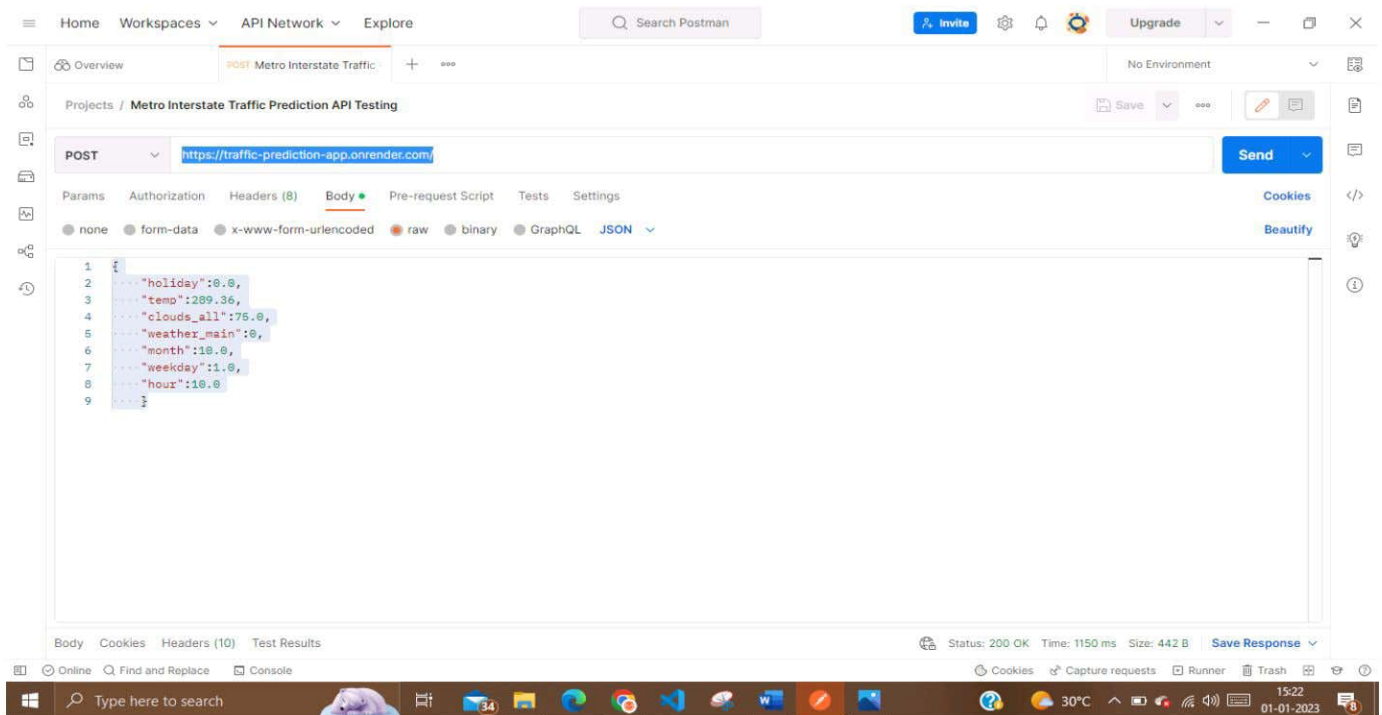 Home Workspaces API Network Explore Search Postman Invite Upgrade
Overview POST Metro Interstate Traffic No Environment
Projects / Metro Interstate Traffic Prediction API Testing Save
POST https://traffic-prediction-app.onrender.com/ Send
Params Authorization Headers (8) Body Pre-request Script Tests Settings Cookies
none form-data x-www-form-urlencoded raw binary GraphQL JSON Beautify
1 {
2 "holiday":0.0,
3 "temp":289.36,
4 "clouds_all":75.0,
5 "weather_main":0,
6 "month":10.0,
7 "weekday":1.0,
8 "hour":10.0
9 }
Body Cookies Headers (10) Test Results Status: 200 OK Time: 1150 ms Size: 442 B Save Response
Online Find and Replace Console Cookies Capture requests Runner Trash
Type here to search 34 30°C 15:22
01-01-2023 8